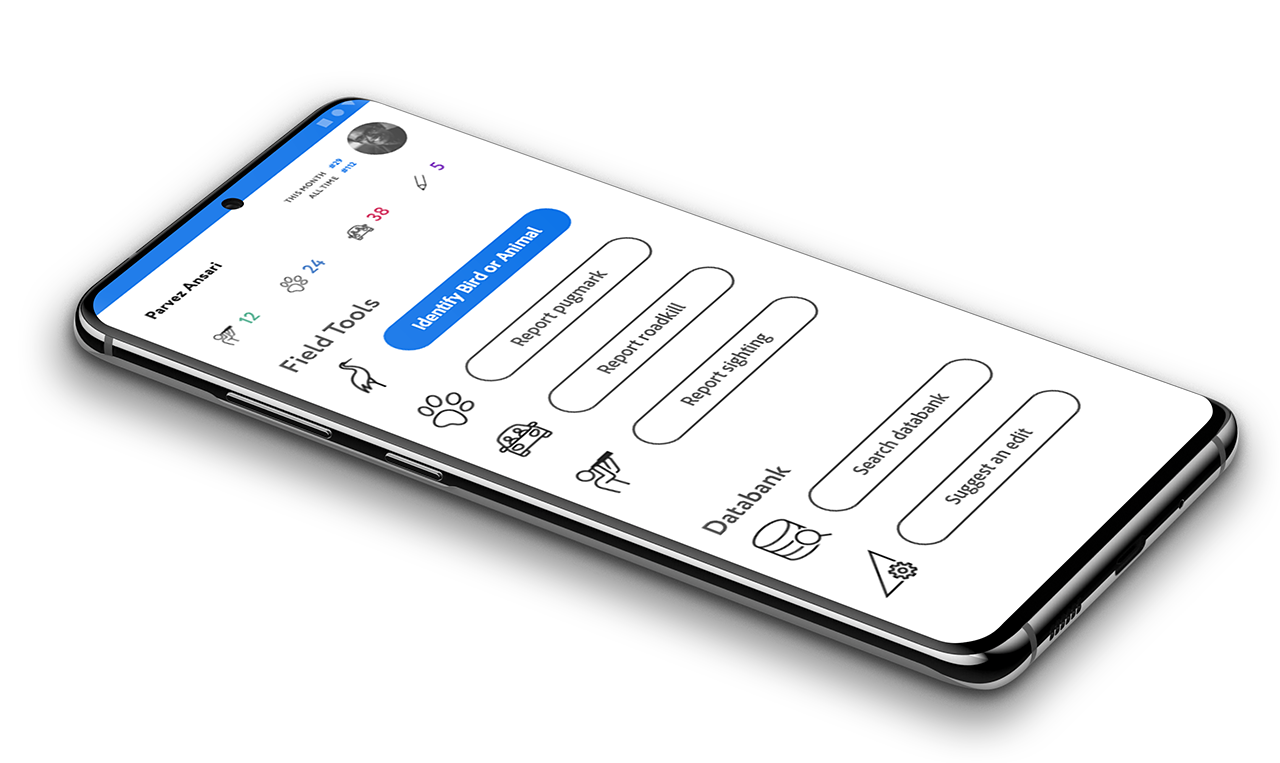 Parvez Ansari
THIS MONTH #29
ALL TIME #112
12
24
38
5
Field Tools
Identify Bird or Animal
Report pugmark
Report roadkill
Report sighting
Databank
Search databank
Suggest an edit